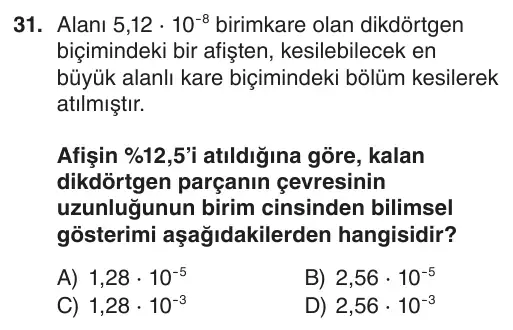 31. Alanı 5,12 · 10⁻⁸ birimkare olan dikdörtgen
biçimindeki bir afişten, kesilebilecek en
büyük alanlı kare biçimindeki bölüm kesilerek
atılmıştır.
Afişin %12,5’i atıldığına göre, kalan
dikdörtgen parçanın çevresinin
uzunluğunun birim cinsinden bilimsel
gösterimi aşağıdakilerden hangisidir?
A) 1,28 · 10⁻⁵ B) 2,56 · 10⁻⁵
C) 1,28 · 10⁻³ D) 2,56 · 10⁻³